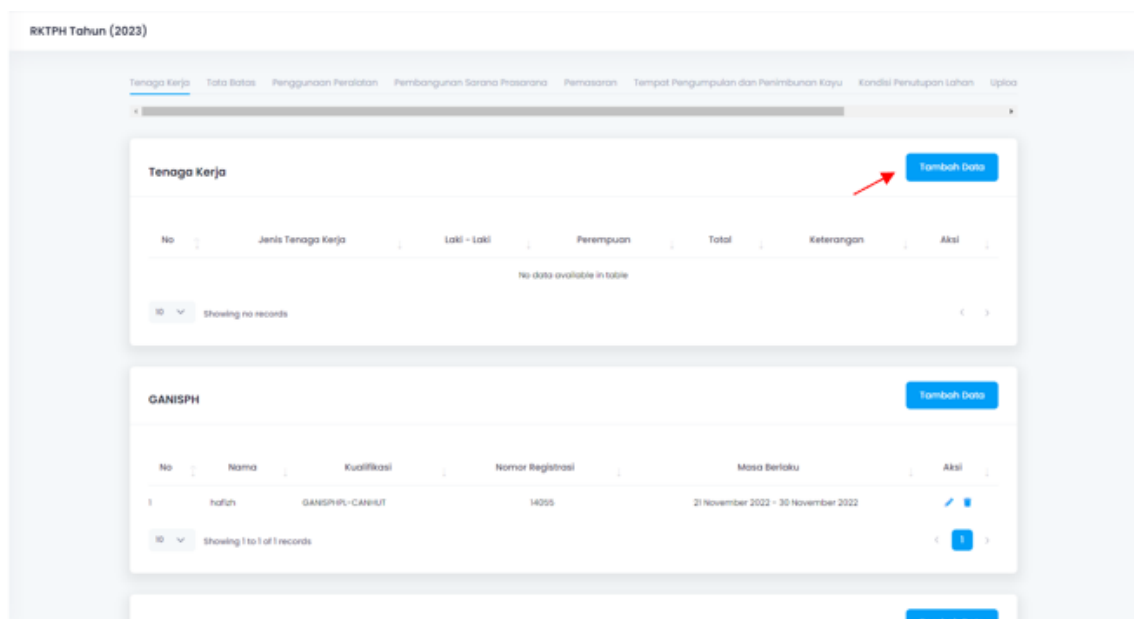 RKTPH Tahun (2023)
Tenaga Kerja Tata Batas Penggunaan Peralatan Pembangunan Sarana Prasarana Pemasaran Tempat Pengumpulan dan Penimbunan Kayu Kondisi Penutupan Lahan Uploa
Tenaga Kerja Tambah Data
No Jenis Tenaga Kerja Laki - Laki Perempuan Total Keterangan Aksi
No data available in table
10 Showing no records
GANISPH Tambah Data
No Nama Kualifikasi Nomor Registrasi Masa Berlaku Aksi
1 hafizh GANISPHPL-CANHUT 14055 21 November 2022 - 30 November 2022
10 Showing 1 to 1 of 1 records 1